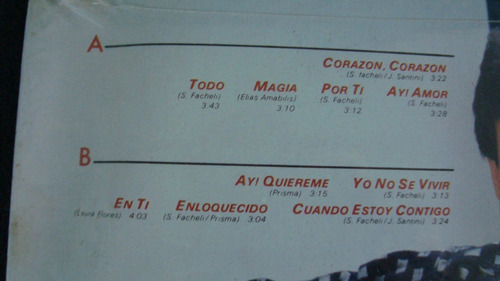 A
CORAZON, CORAZON
(S. facheli/J. Santini) 3:22
TODO MAGIA POR TI AY! AMOR
(S. Facheli) (Elias Amabilis) (S. Facheli) (S. Facheli)
3:43 3:10 3:12 3:28
B
AY! QUIEREME YO NO SE VIVIR
(Prisma) 3:15 (S. Facheli) 3:13
EN TI ENLOQUECIDO CUANDO ESTOY CONTIGO
(Laura Flores) 4:03 (S. Facheli/Prisma) 3:04 (S. Facheli/J. Santini) 3:24